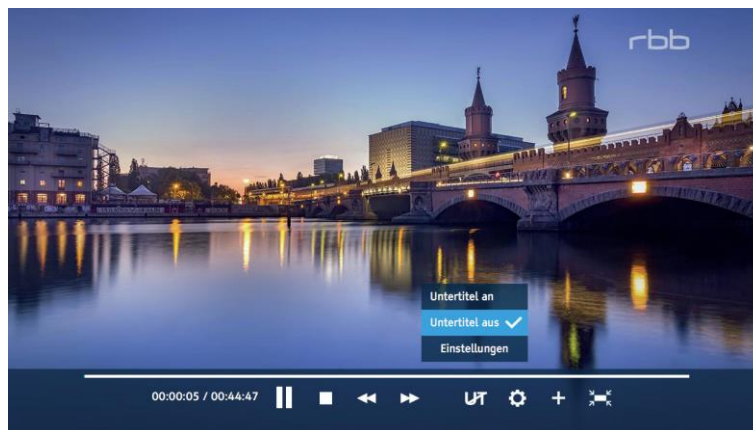 rbb
Untertitel an
Untertitel aus
Einstellungen
00:00:05 / 00:44:47
UT